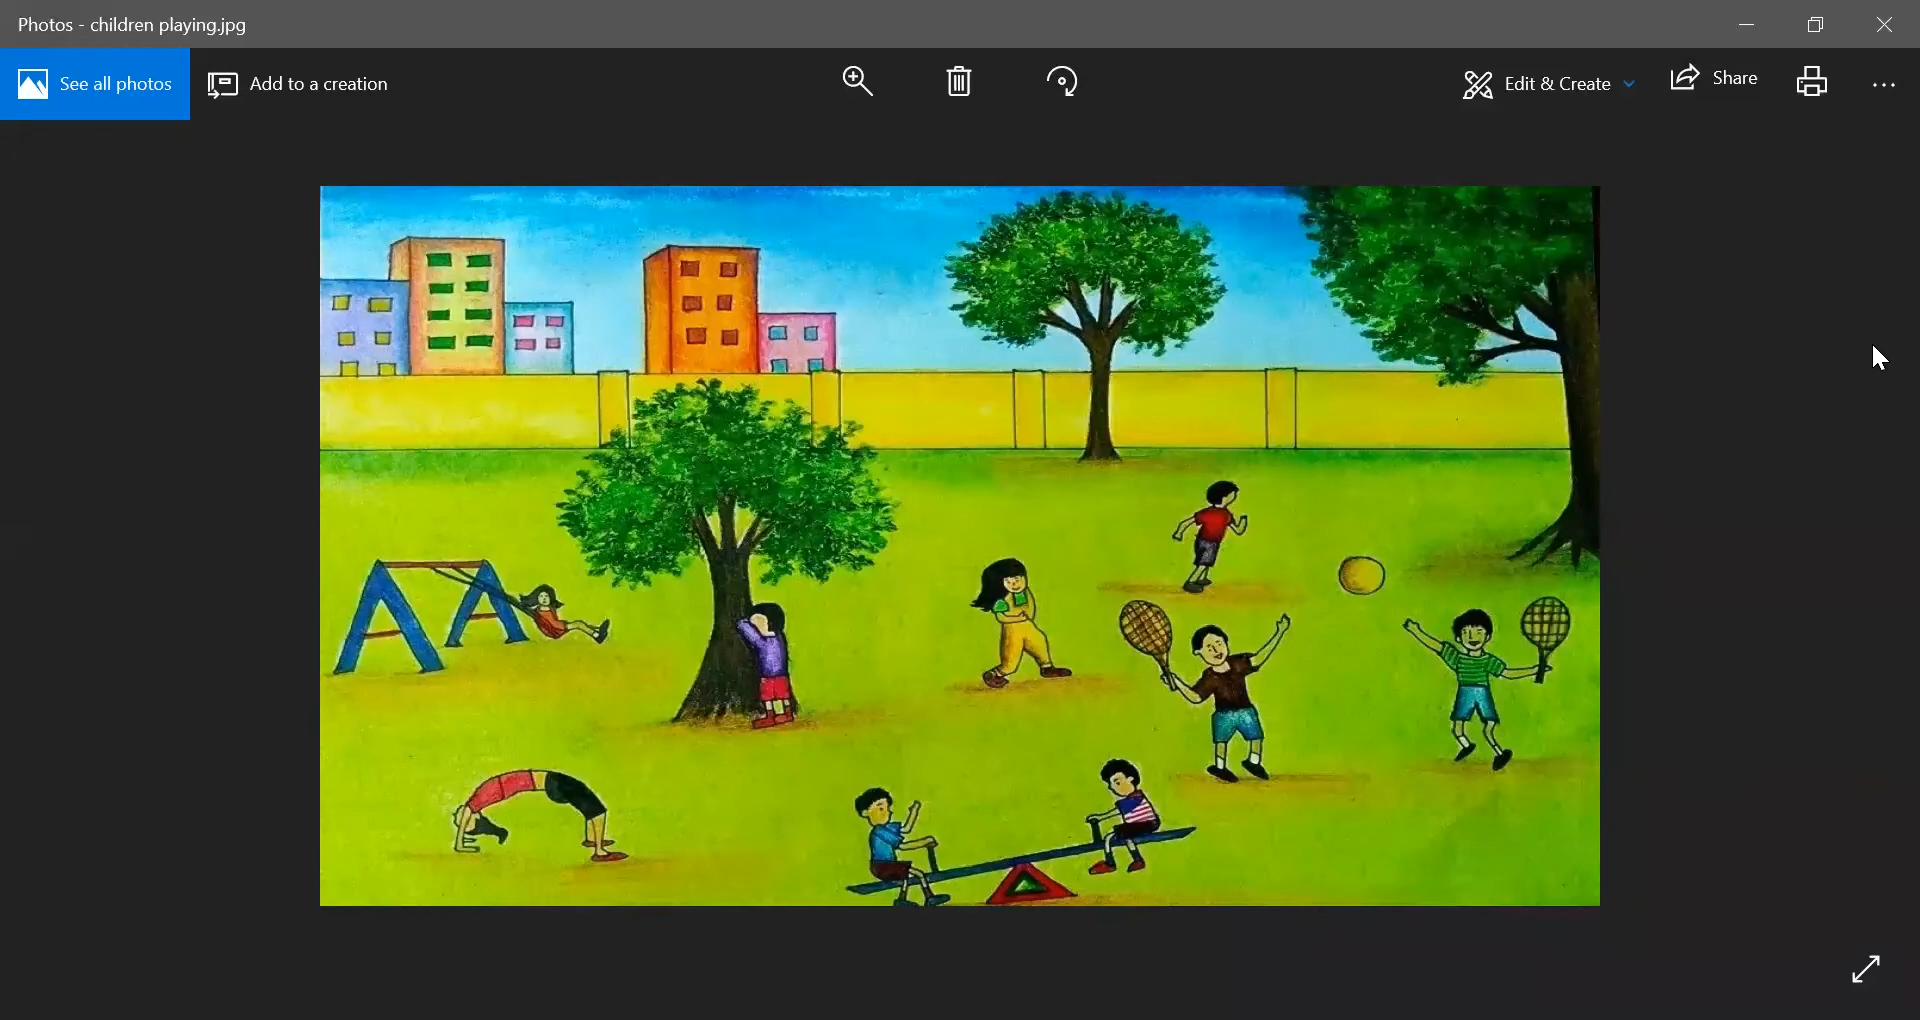 Photos - children playing.jpg
See all photos
Add to a creation
Edit & Create
Share